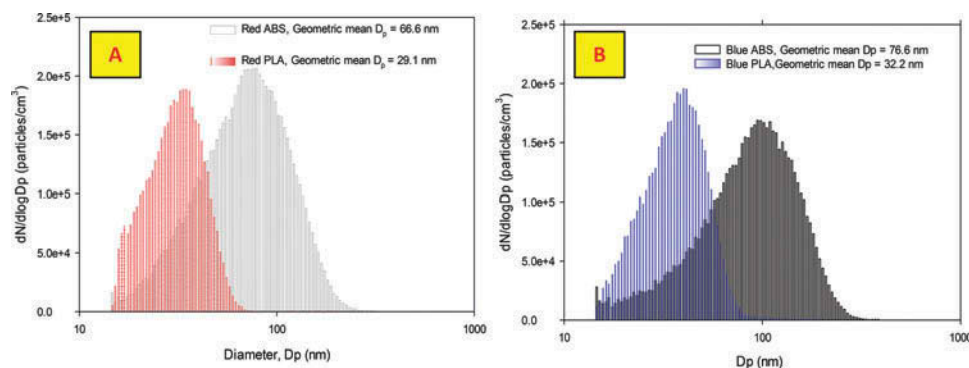 A
Red ABS, Geometric mean Dp = 66.6 nm
Red PLA, Geometric mean Dp = 29.1 nm
dN/dlogDp (particles/cm3)
2.5e+5
2.0e+5
1.5e+5
1.0e+5
5.0e+4
0.0
10
100
1000
Diameter, Dp (nm)
B
Blue ABS, Geometric mean Dp = 76.6 nm
Blue PLA,Geometric mean Dp = 32.2 nm
dN/dlogDp (particles/cm3)
2.5e+5
2.0e+5
1.5e+5
1.0e+5
5.0e+4
0.0
10
100
1000
Dp (nm)